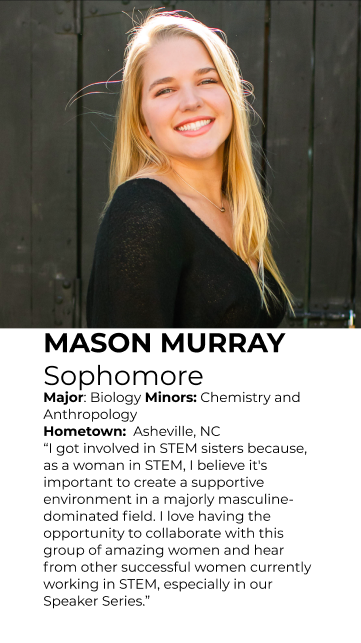 MASON MURRAY
Sophomore
Major: Biology Minors: Chemistry and
Anthropology
Hometown:  Asheville, NC
“I got involved in STEM sisters because,
as a woman in STEM, I believe it's
important to create a supportive
environment in a majorly masculine-
dominated field. I love having the
opportunity to collaborate with this
group of amazing women and hear
from other successful women currently
working in STEM, especially in our
Speaker Series.”